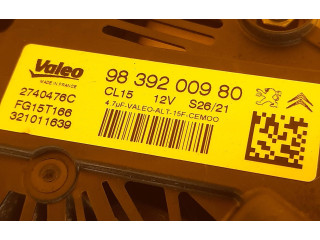 Valeo
MADE IN FRANCE
98 392 009 80
2740476C
CL15 12V S26/21
FG15T166
4.7uF-VALEO-ALT-15F-CEMOO
321011639